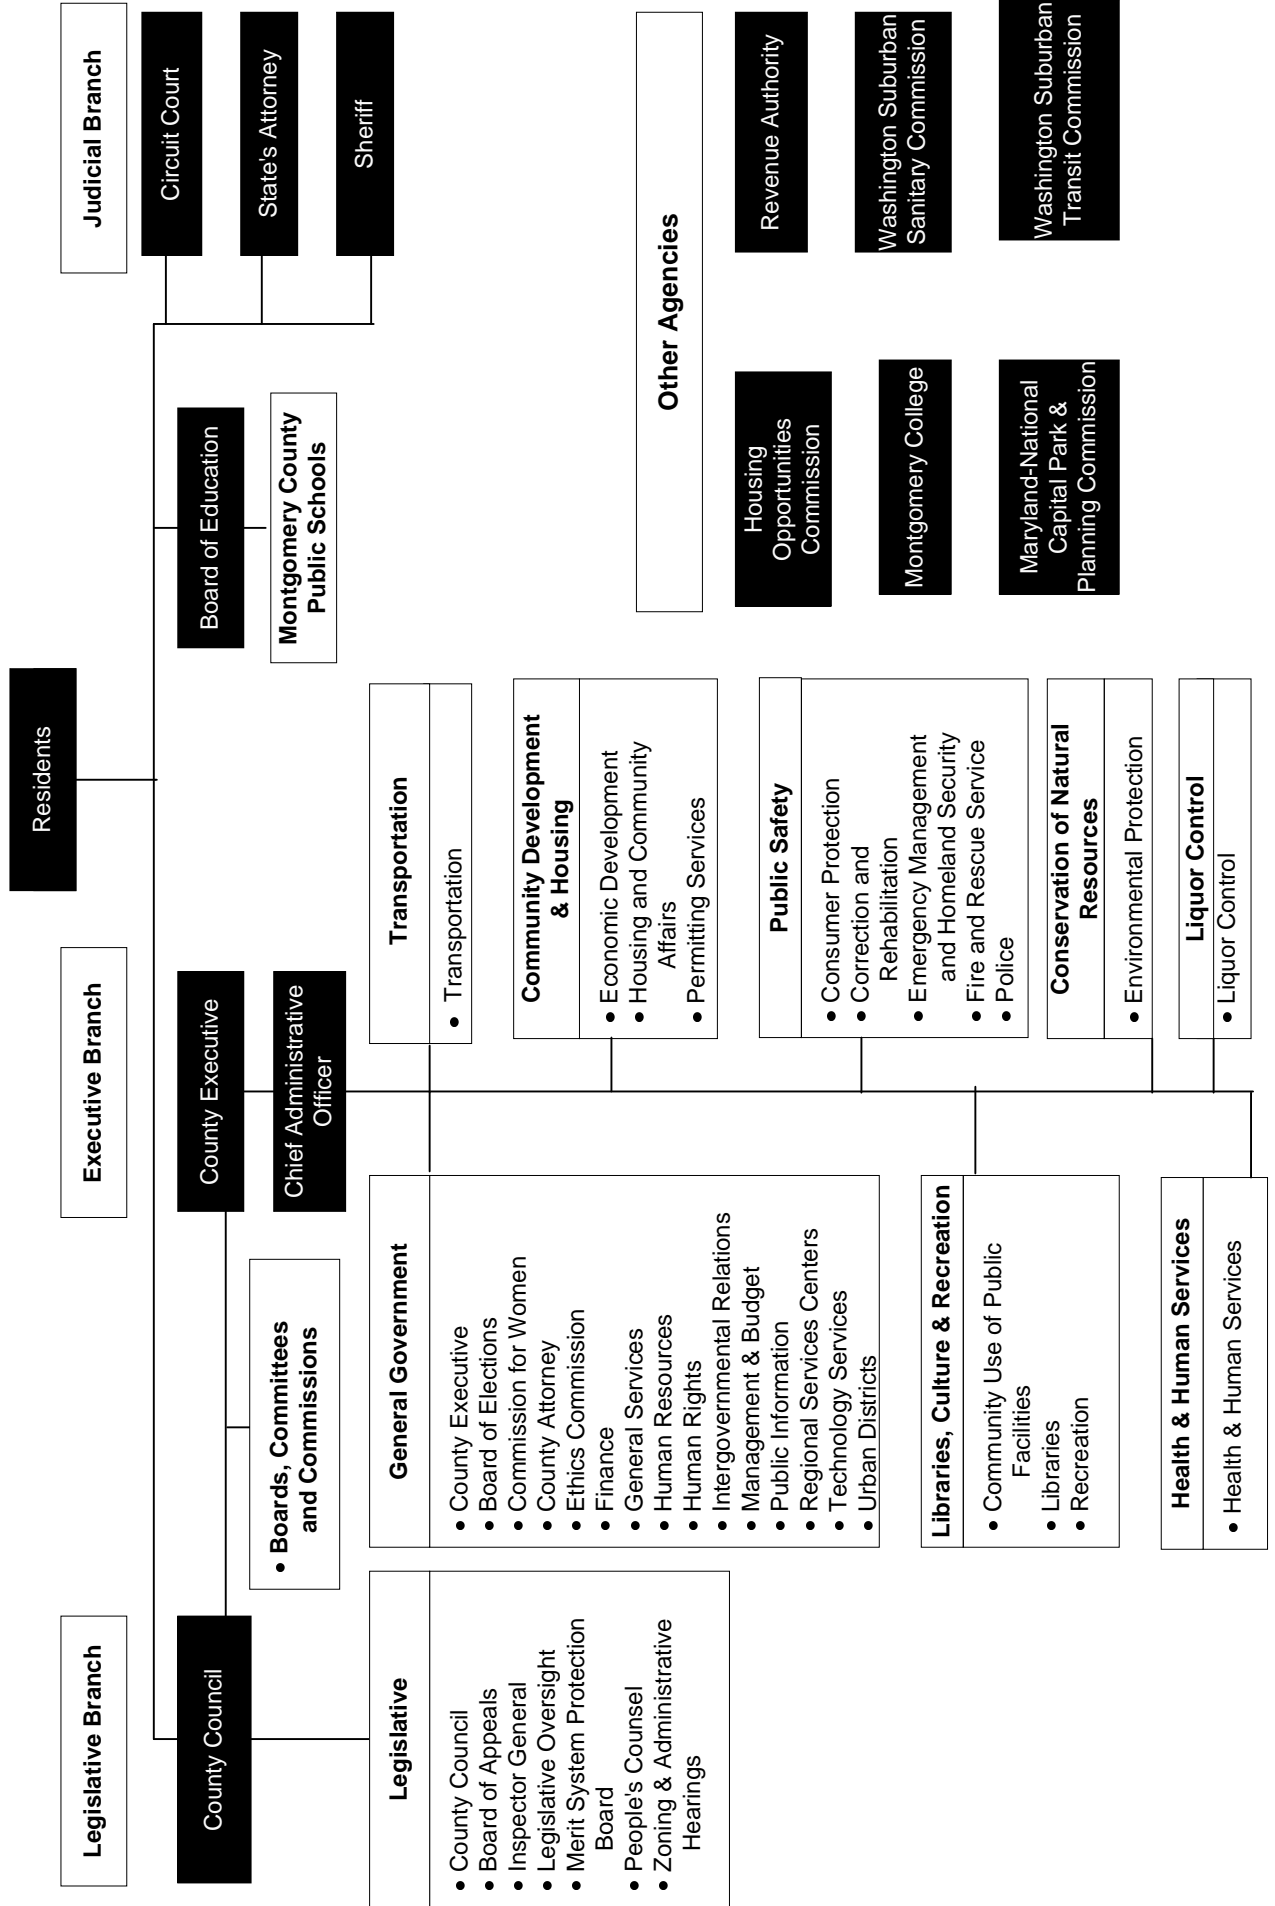 Residents
Legislative Branch
Executive Branch
Judicial Branch
County Council
County Executive
Chief Administrative
Officer
Board of Education
Montgomery County
Public Schools
Circuit Court
State's Attorney
Sheriff
• Boards, Committees
and Commissions
Legislative
• County Council
• Board of Appeals
• Inspector General
• Legislative Oversight
• Merit System Protection
Board
• People's Counsel
• Zoning & Administrative
Hearings
General Government
• County Executive
• Board of Elections
• Commission for Women
• County Attorney
• Ethics Commission
• Finance
• General Services
• Human Resources
• Human Rights
• Intergovernmental Relations
• Management & Budget
• Public Information
• Regional Services Centers
• Technology Services
• Urban Districts
Libraries, Culture & Recreation
• Community Use of Public
Facilities
• Libraries
• Recreation
Health & Human Services
• Health & Human Services
Transportation
• Transportation
Community Development
& Housing
• Economic Development
• Housing and Community
Affairs
• Permitting Services
Public Safety
• Consumer Protection
• Correction and
Rehabilitation
• Emergency Management
and Homeland Security
• Fire and Rescue Service
• Police
Conservation of Natural
Resources
• Environmental Protection
Liquor Control
• Liquor Control
Other Agencies
Housing
Opportunities
Commission
Revenue Authority
Montgomery College
Washington Suburban
Sanitary Commission
Maryland-National
Capital Park &
Planning Commission
Washington Suburban
Transit Commission